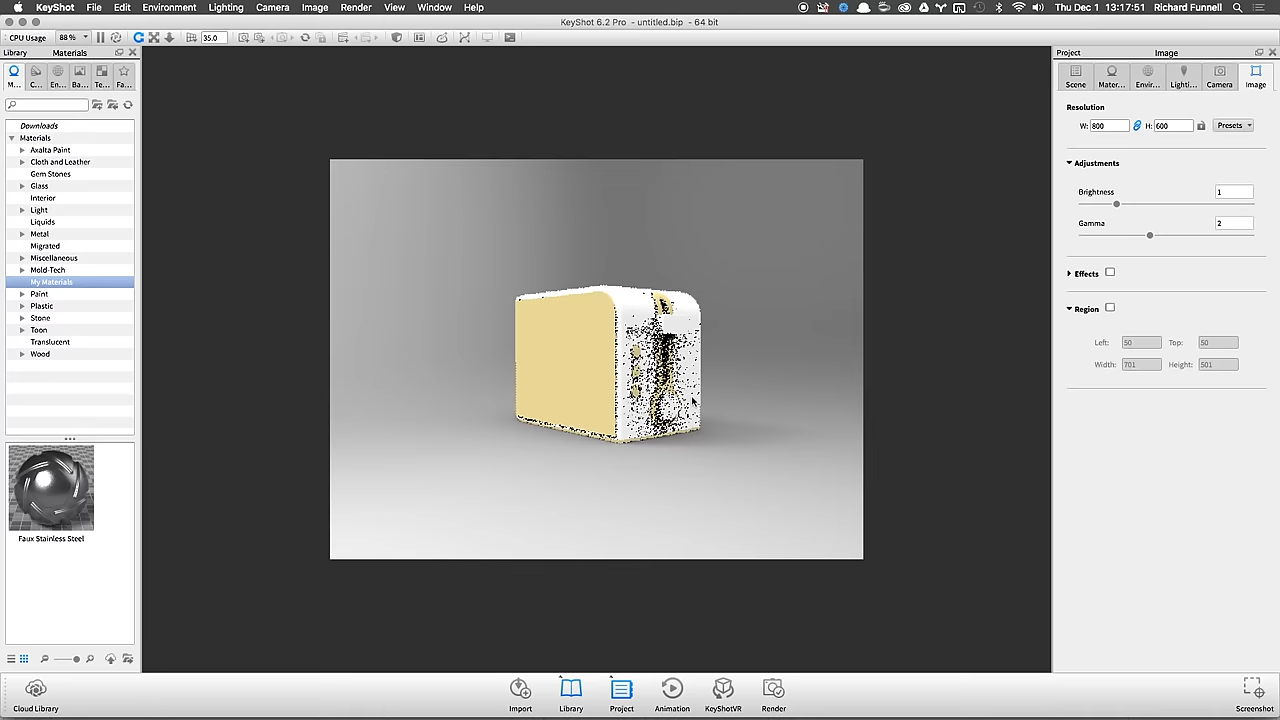 KeyShot File Edit Environment Lighting Camera Image Render View Window Help Thu Dec 1 13:17:51 Richard Funnell
KeyShot 6.2 Pro - untitled.bip - 64 bit
CPU Usage 88 % 35.0
Library Materials
M... C... En... Ba... Te... Fa...
Downloads
Materials
Axalta Paint
Cloth and Leather
Gem Stones
Glass
Interior
Light
Liquids
Metal
Migrated
Miscellaneous
Mold-Tech
My Materials
Paint
Plastic
Stone
Toon
Translucent
Wood
Faux Stainless Steel
Project Image
Scene Mater... Envir... Lighti... Camera Image
Resolution
W: 800 H: 600 Presets
Adjustments
Brightness 1
Gamma 2
Effects
Region
Left: 50 Top: 50
Width: 701 Height: 501
Cloud Library Import Library Project Animation KeyShotVR Render Screenshot